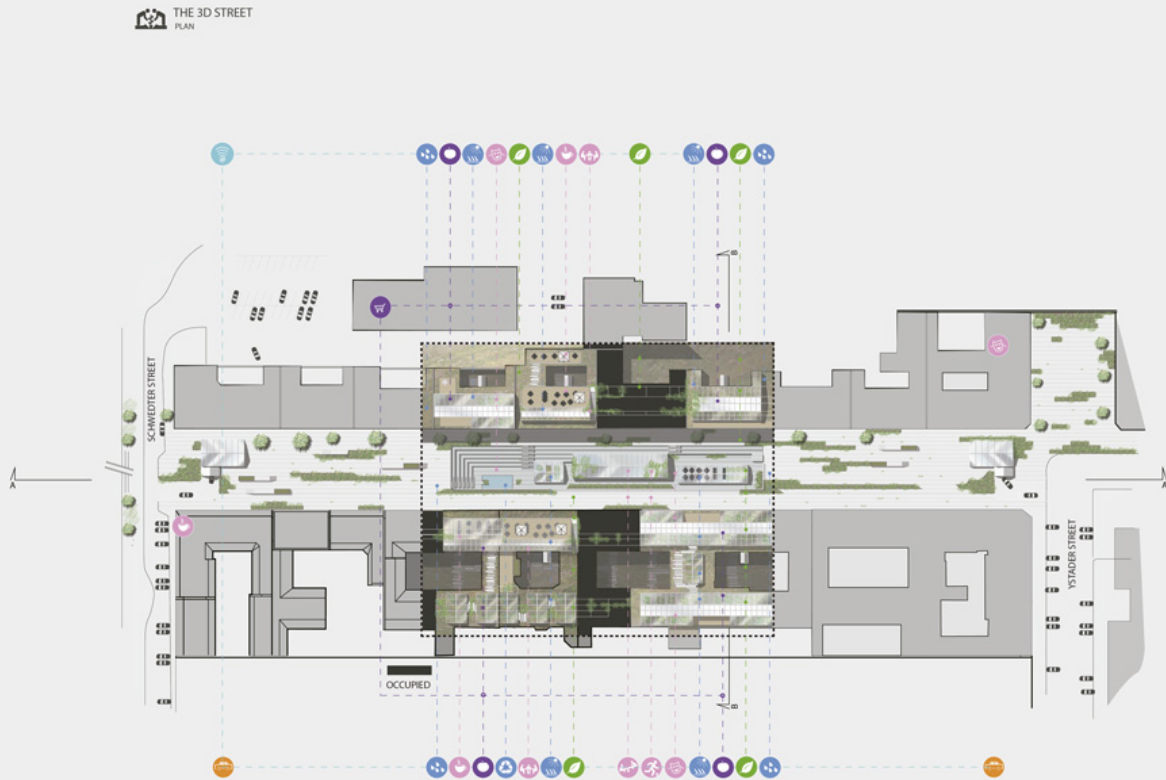 THE 3D STREET
PLAN
B
SCHWEDTER STREET
A
A
YSTADER STREET
OCCUPIED
B